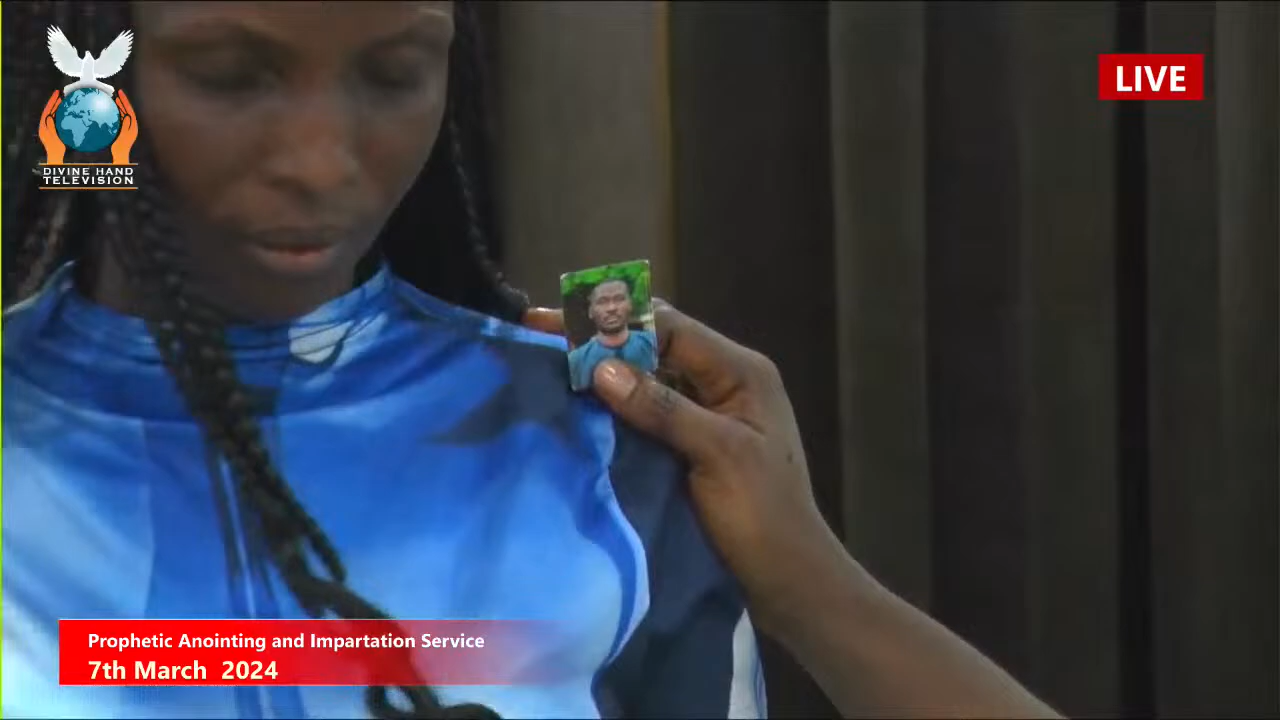 DIVINE HAND
TELEVISION
LIVE
Prophetic Anointing and Impartation Service
7th March 2024